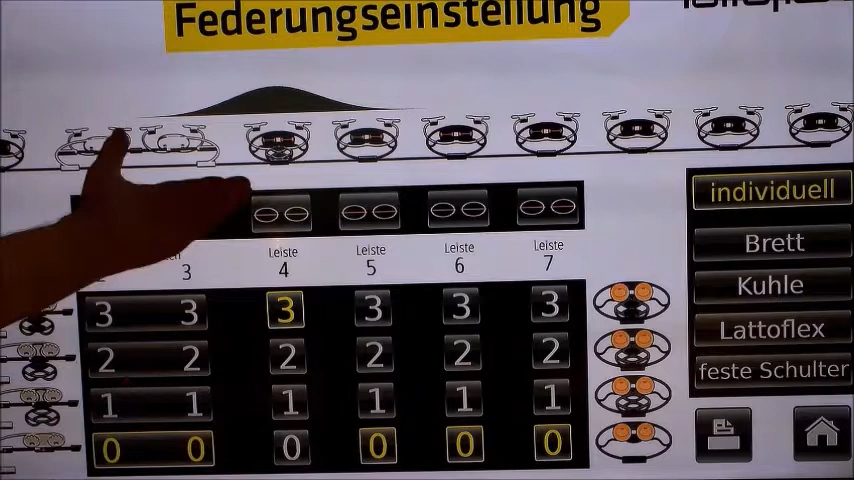 Federungseinstellung
individuell
Brett
Kuhle
Lattoflex
feste Schulter
Leiste Leiste Leiste Leiste
3 4 5 6 7
3 3 3 3 3 3
2 2 2 2 2 2
1 1 1 1 1 1
0 0 0 0 0 0